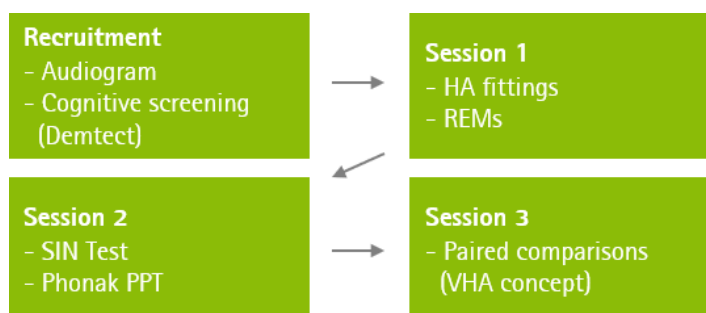 Recruitment
- Audiogram
- Cognitive screening
(Demtect)
Session 1
- HA fittings
- REMs
Session 2
- SIN Test
- Phonak PPT
Session 3
- Paired comparisons
(VHA concept)